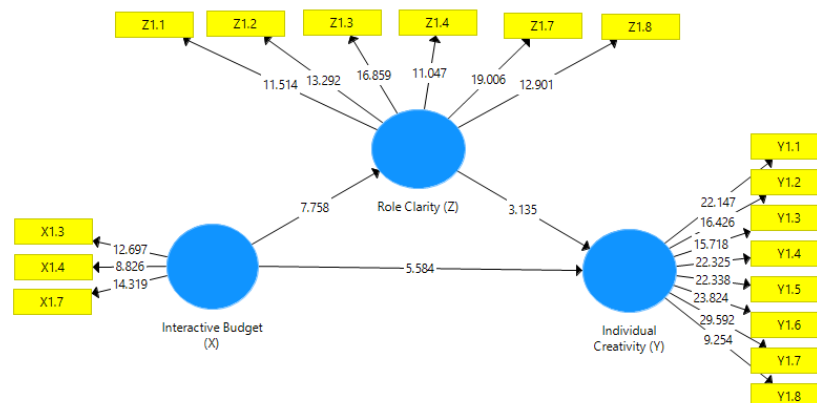 Z1.1
Z1.2
Z1.3
Z1.4
Z1.7
Z1.8
11.514
13.292
16.859
11.047
19.006
12.901
Role Clarity (Z)
7.758
3.135
5.584
X1.3
X1.4
X1.7
12.697
8.826
14.319
Interactive Budget
(X)
Individual
Creativity (Y)
22.147
16.426
15.718
22.325
22.338
23.824
29.592
9.254
Y1.1
Y1.2
Y1.3
Y1.4
Y1.5
Y1.6
Y1.7
Y1.8